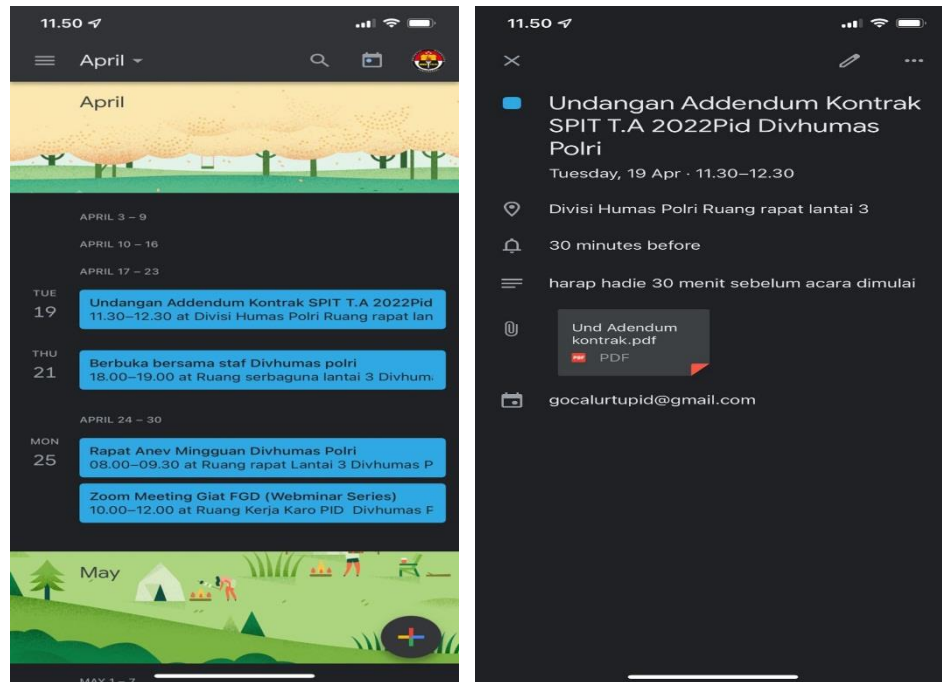 11.50
April
April
APRIL 3 – 9
APRIL 10 – 16
APRIL 17 – 23
TUE
19
Undangan Addendum Kontrak SPIT T.A 2022Pid
11.30–12.30 at Divisi Humas Polri Ruang rapat lan
THU
21
Berbuka bersama staf Divhumas polri
18.00–19.00 at Ruang serbaguna lantai 3 Divhum
APRIL 24 – 30
MON
25
Rapat Anev Mingguan Divhumas Polri
08.00–09.30 at Ruang rapat Lantai 3 Divhumas P
Zoom Meeting Giat FGD (Webminar Series)
10.00–12.00 at Ruang Kerja Karo PID Divhumas F
May
MAY 1 – 7
11.50
Undangan Addendum Kontrak
SPIT T.A 2022Pid Divhumas
Polri
Tuesday, 19 Apr · 11.30–12.30
Divisi Humas Polri Ruang rapat lantai 3
30 minutes before
harap hadie 30 menit sebelum acara dimulai
Und Adendum
kontrak.pdf
PDF
PDF
gocalurtupid@gmail.com